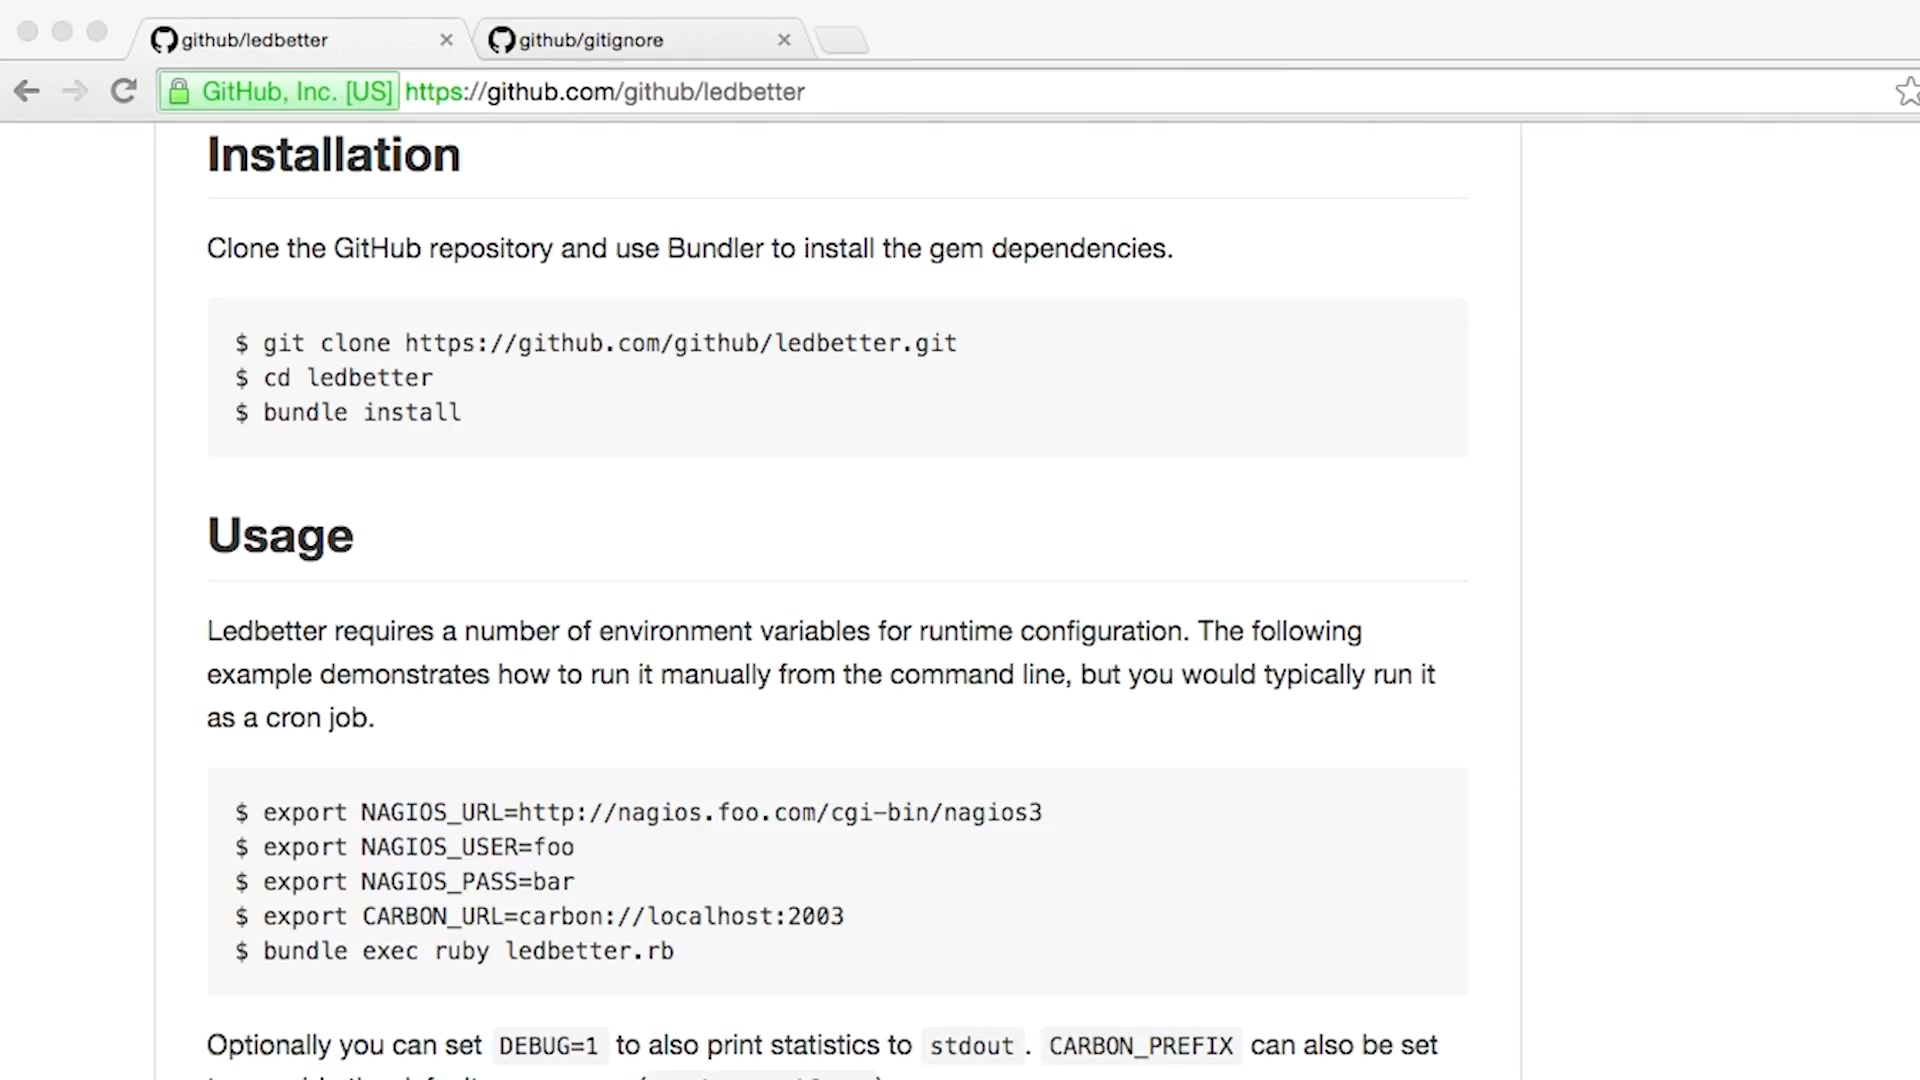 github/ledbetter
github/gitignore
GitHub, Inc. [US] https://github.com/github/ledbetter
Installation
Clone the GitHub repository and use Bundler to install the gem dependencies.
$ git clone https://github.com/github/ledbetter.git
$ cd ledbetter
$ bundle install
Usage
Ledbetter requires a number of environment variables for runtime configuration. The following
example demonstrates how to run it manually from the command line, but you would typically run it
as a cron job.
$ export NAGIOS_URL=http://nagios.foo.com/cgi-bin/nagios3
$ export NAGIOS_USER=foo
$ export NAGIOS_PASS=bar
$ export CARBON_URL=carbon://localhost:2003
$ bundle exec ruby ledbetter.rb
Optionally you can set DEBUG=1 to also print statistics to stdout. CARBON_PREFIX can also be set